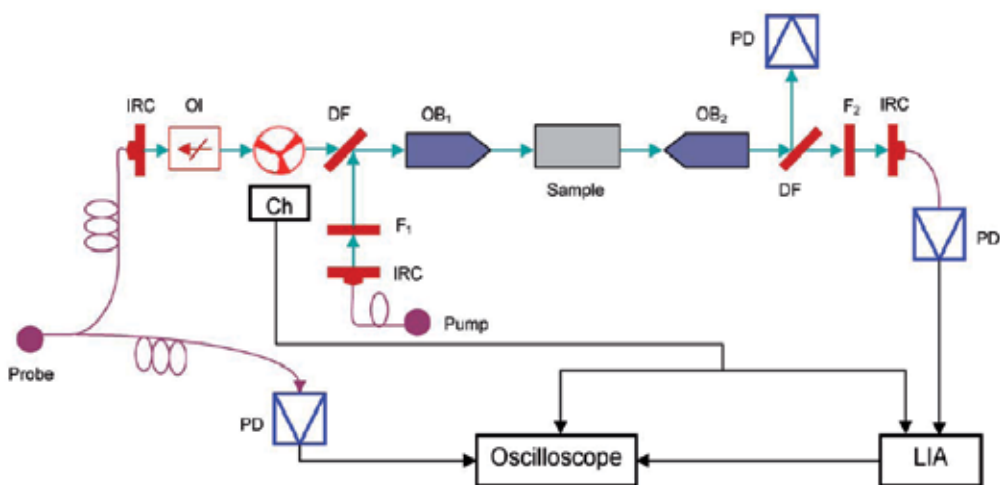 PD
IRC
OI
DF
OB₁
OB₂
F₂
IRC
Sample
DF
Ch
F₁
PD
IRC
Pump
Probe
PD
Oscilloscope
LIA